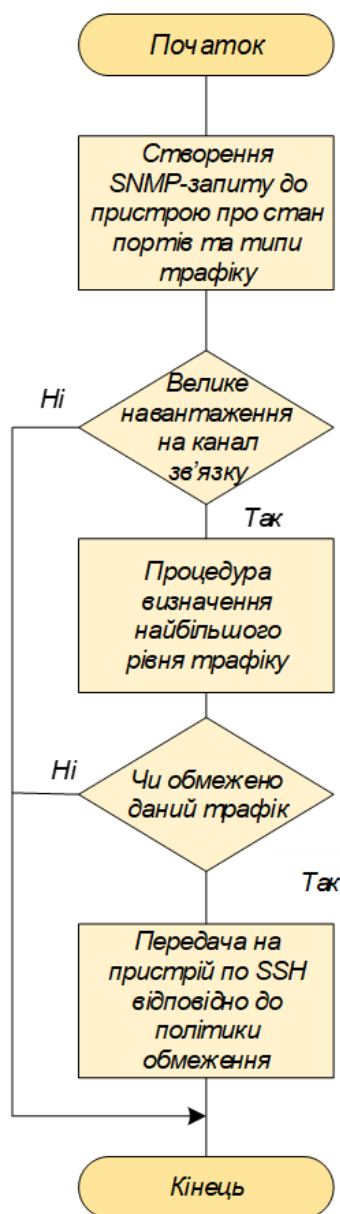 Початок
Створення
SNMP-запиту до
пристрою про стан
портів та типи
трафіку
Ні
Велике
навантаження
на канал
зв'язку
Так
Процедура
визначення
найбільшого
рівня трафіку
Ні
Чи обмежено
даний трафік
Так
Передача на
пристрій по SSH
відповідно до
політики
обмеження
Кінець